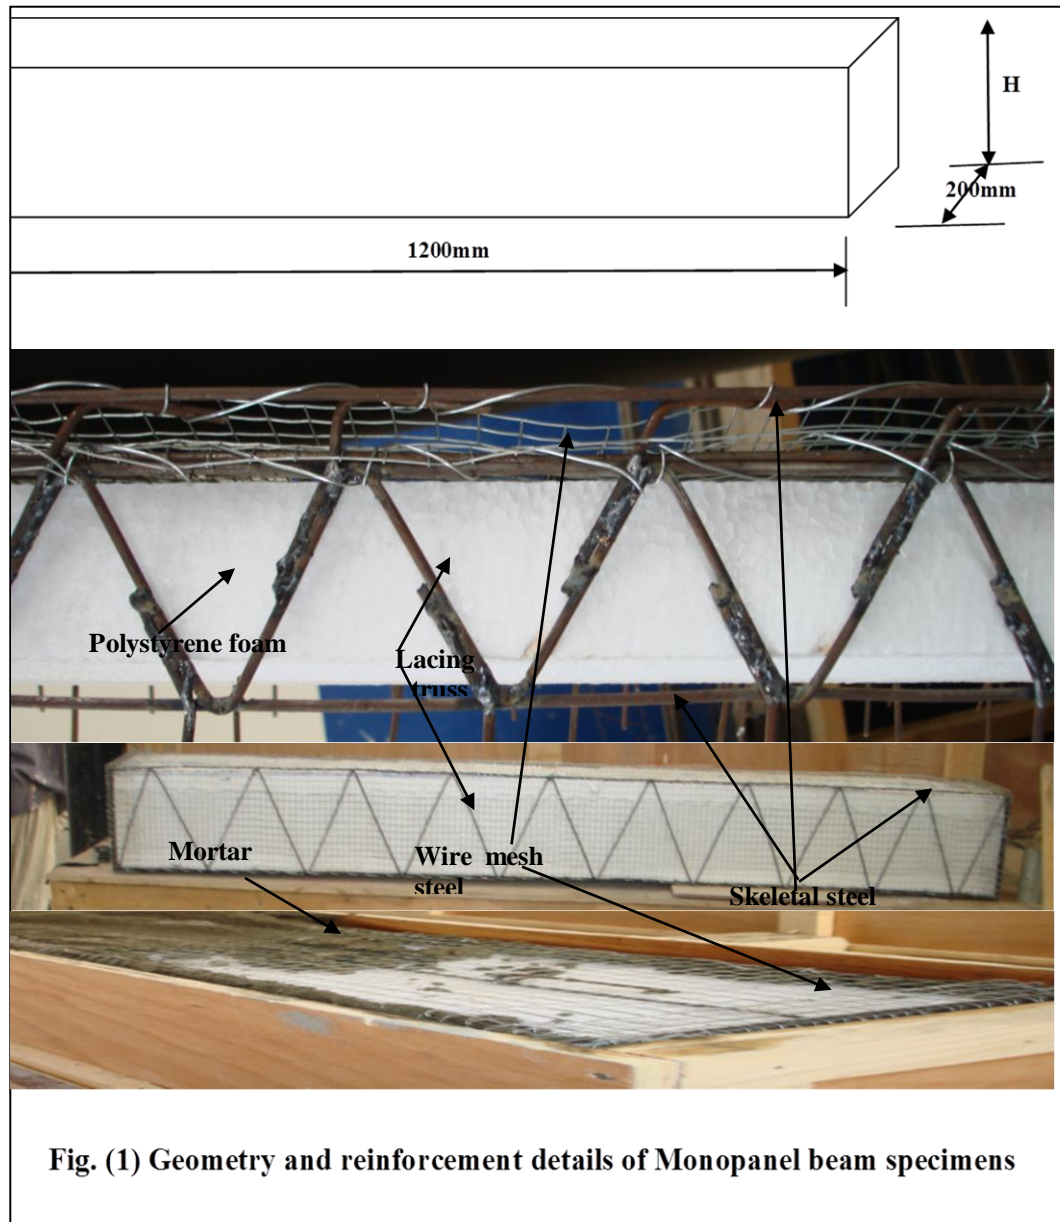 H
200mm
1200mm
Polystyrene foam
Lacing
truss
Mortar
Wire mesh
steel
Skeletal steel
Fig. (1) Geometry and reinforcement details of Monopanel beam specimens